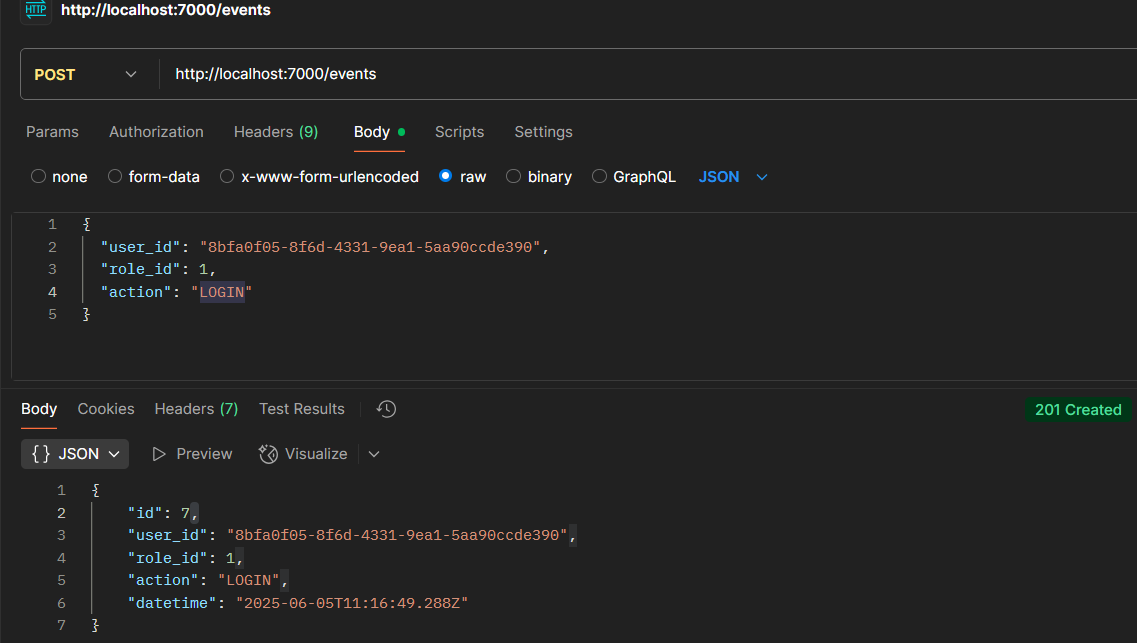 HTTP http://localhost:7000/events
POST http://localhost:7000/events
Params Authorization Headers (9) Body Scripts Settings
none form-data x-www-form-urlencoded raw binary GraphQL JSON
1 {
2 "user_id": "8bfa0f05-8f6d-4331-9ea1-5aa90ccde390",
3 "role_id": 1,
4 "action": "LOGIN"
5 }
Body Cookies Headers (7) Test Results 201 Created
{} JSON Preview Visualize
1 {
2 "id": 7,
3 "user_id": "8bfa0f05-8f6d-4331-9ea1-5aa90ccde390",
4 "role_id": 1,
5 "action": "LOGIN",
6 "datetime": "2025-06-05T11:16:49.288Z"
7 }